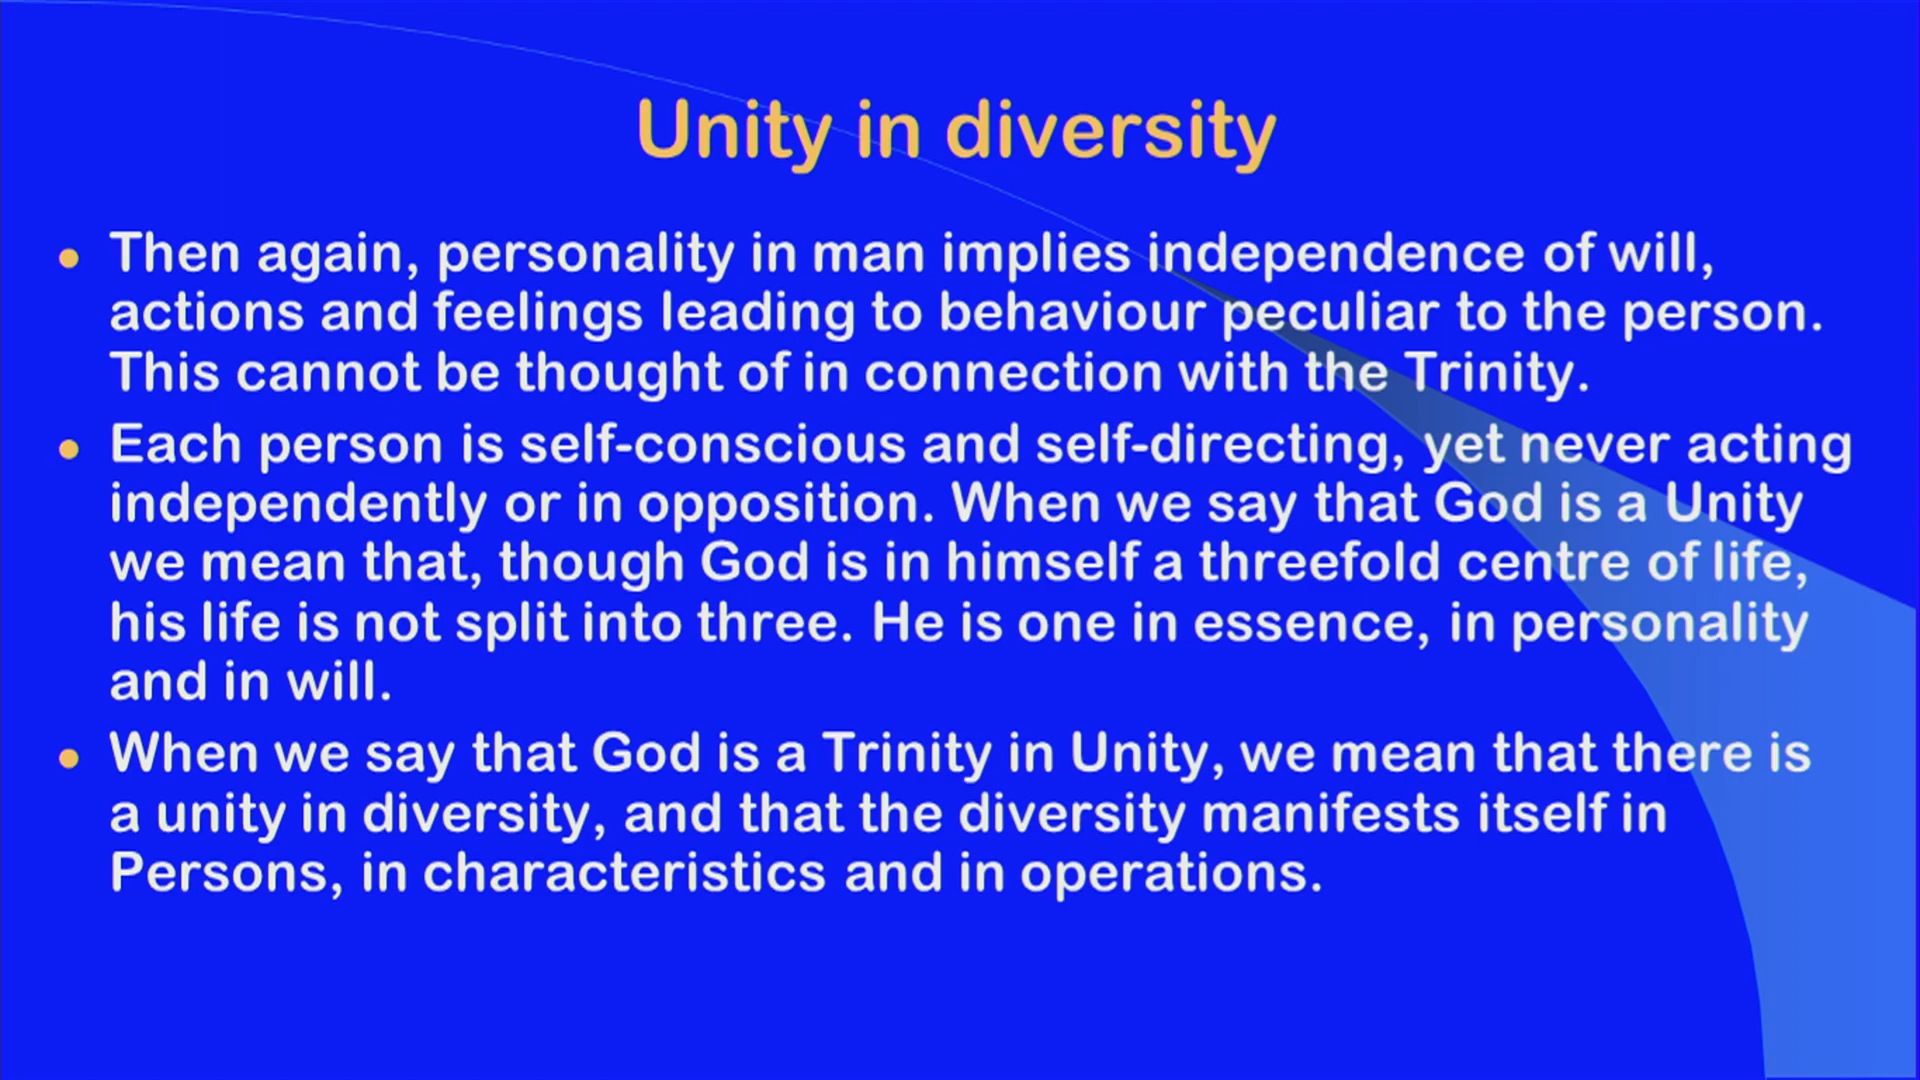 Unity in diversity
• Then again, personality in man implies independence of will,
actions and feelings leading to behaviour peculiar to the person.
This cannot be thought of in connection with the Trinity.
• Each person is self-conscious and self-directing, yet never acting
independently or in opposition. When we say that God is a Unity
we mean that, though God is in himself a threefold centre of life,
his life is not split into three. He is one in essence, in personality
and in will.
• When we say that God is a Trinity in Unity, we mean that there is
a unity in diversity, and that the diversity manifests itself in
Persons, in characteristics and in operations.